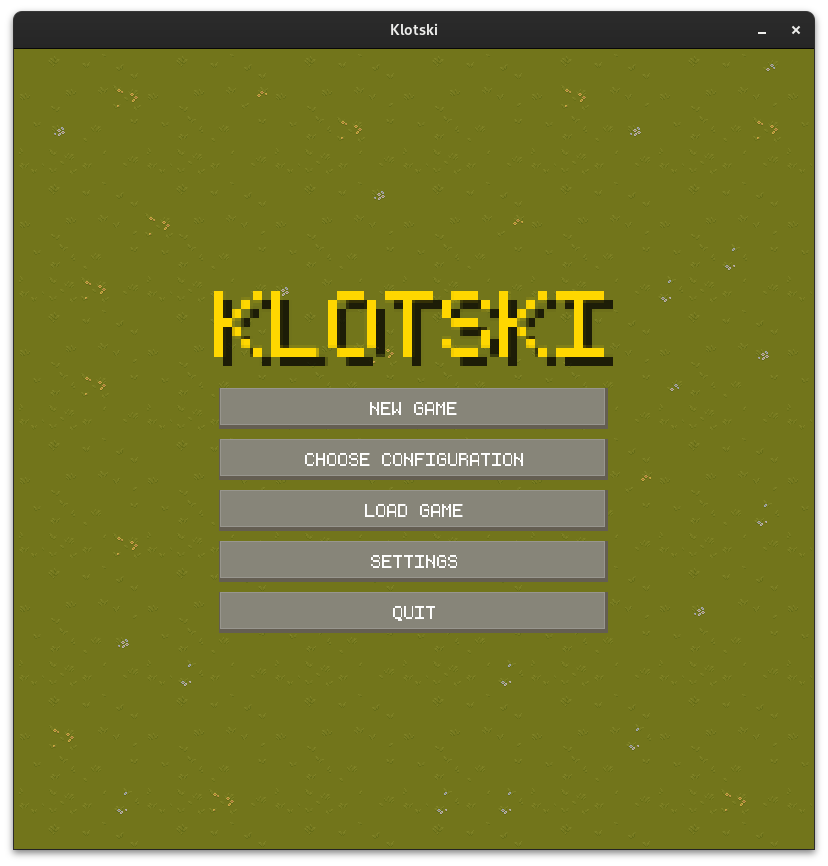 Klotski
KLOTSKI
NEW GAME
CHOOSE CONFIGURATION
LOAD GAME
SETTINGS
QUIT